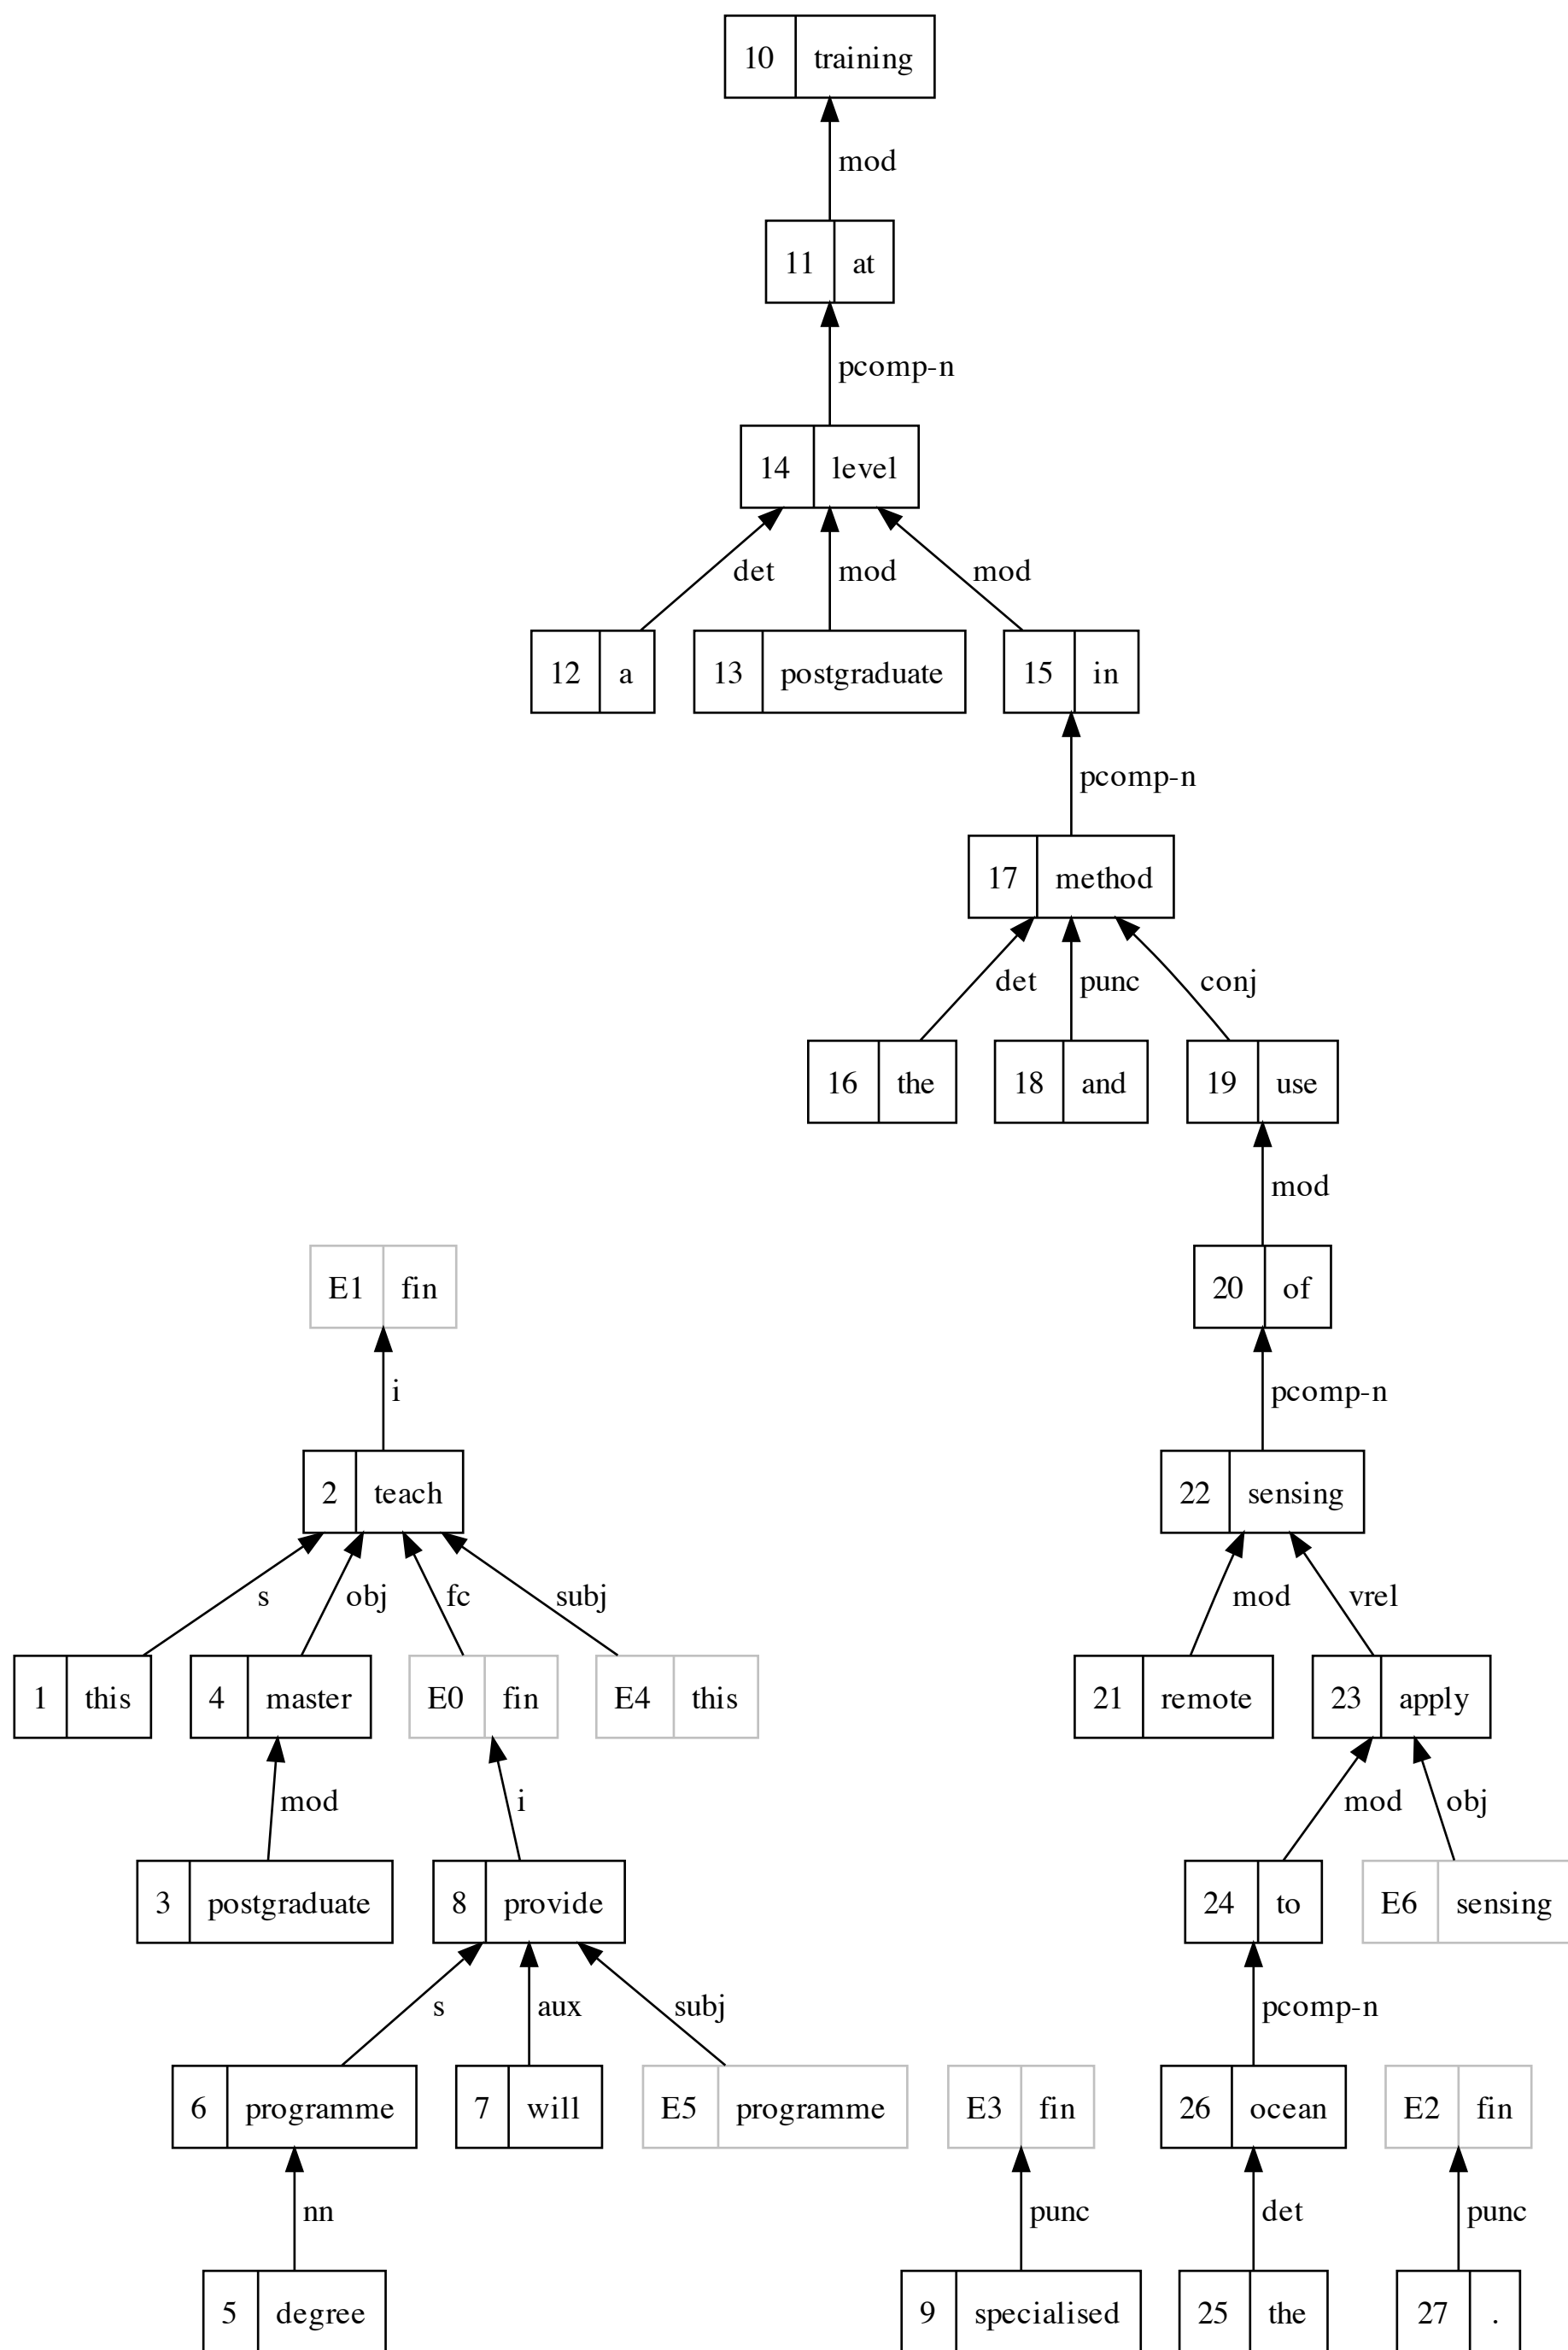 10 training
mod
11 at
pcomp-n
14 level
det mod mod
12 a 13 postgraduate 15 in
pcomp-n
17 method
det punc conj
16 the 18 and 19 use
mod
E1 fin 20 of
i pcomp-n
2 teach 22 sensing
s obj fc subj mod vrel
1 this 4 master E0 fin E4 this 21 remote 23 apply
mod i mod obj
3 postgraduate 8 provide 24 to E6 sensing
s aux subj pcomp-n
6 programme 7 will E5 programme E3 fin 26 ocean E2 fin
nn punc det punc
5 degree 9 specialised 25 the 27 .